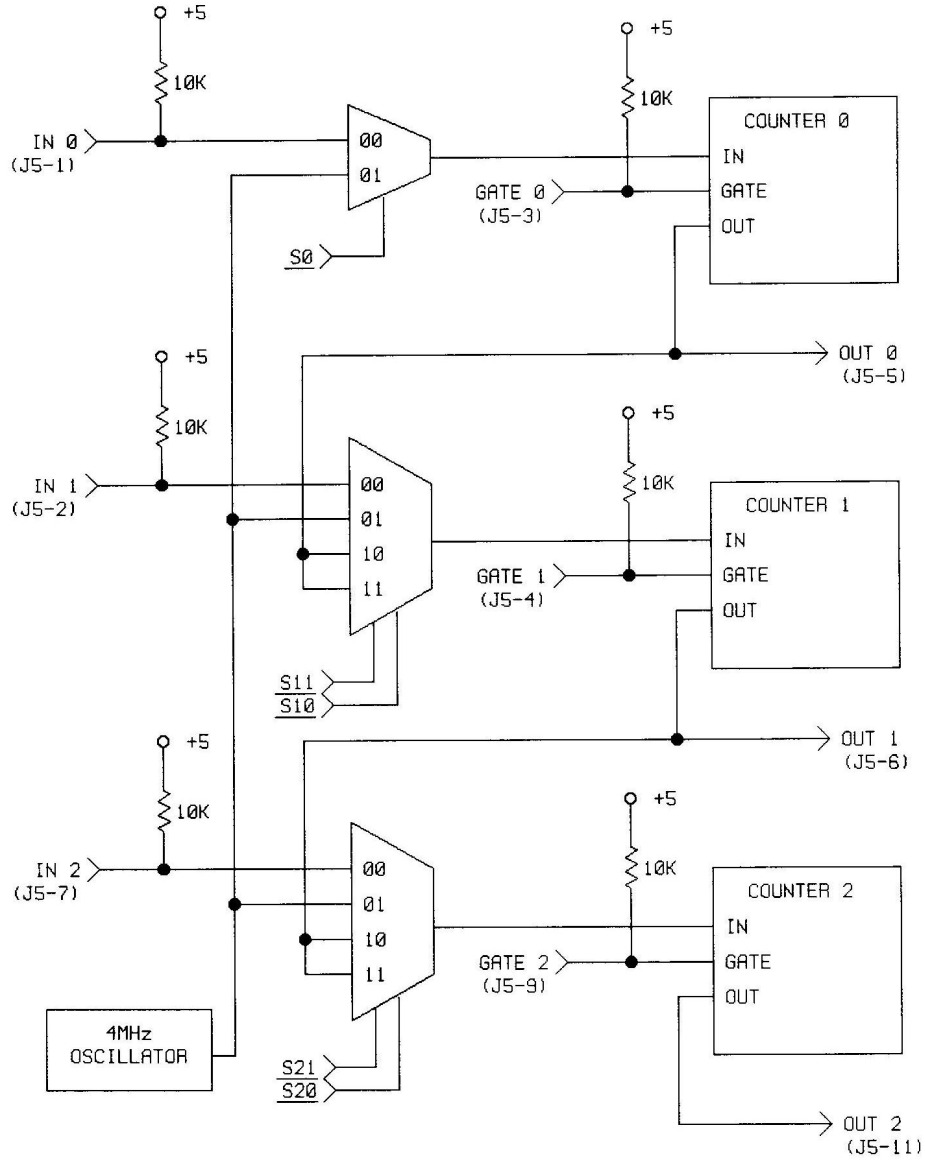 +5
10K
IN 0
(J5-1)
00
01
S0
+5
10K
GATE 0
(J5-3)
COUNTER 0
IN
GATE
OUT
OUT 0
(J5-5)
+5
10K
IN 1
(J5-2)
00
01
10
11
S11
S10
+5
10K
GATE 1
(J5-4)
COUNTER 1
IN
GATE
OUT
OUT 1
(J5-6)
+5
10K
IN 2
(J5-7)
00
01
10
11
S21
S20
+5
10K
GATE 2
(J5-9)
COUNTER 2
IN
GATE
OUT
OUT 2
(J5-11)
4MHz
OSCILLATOR